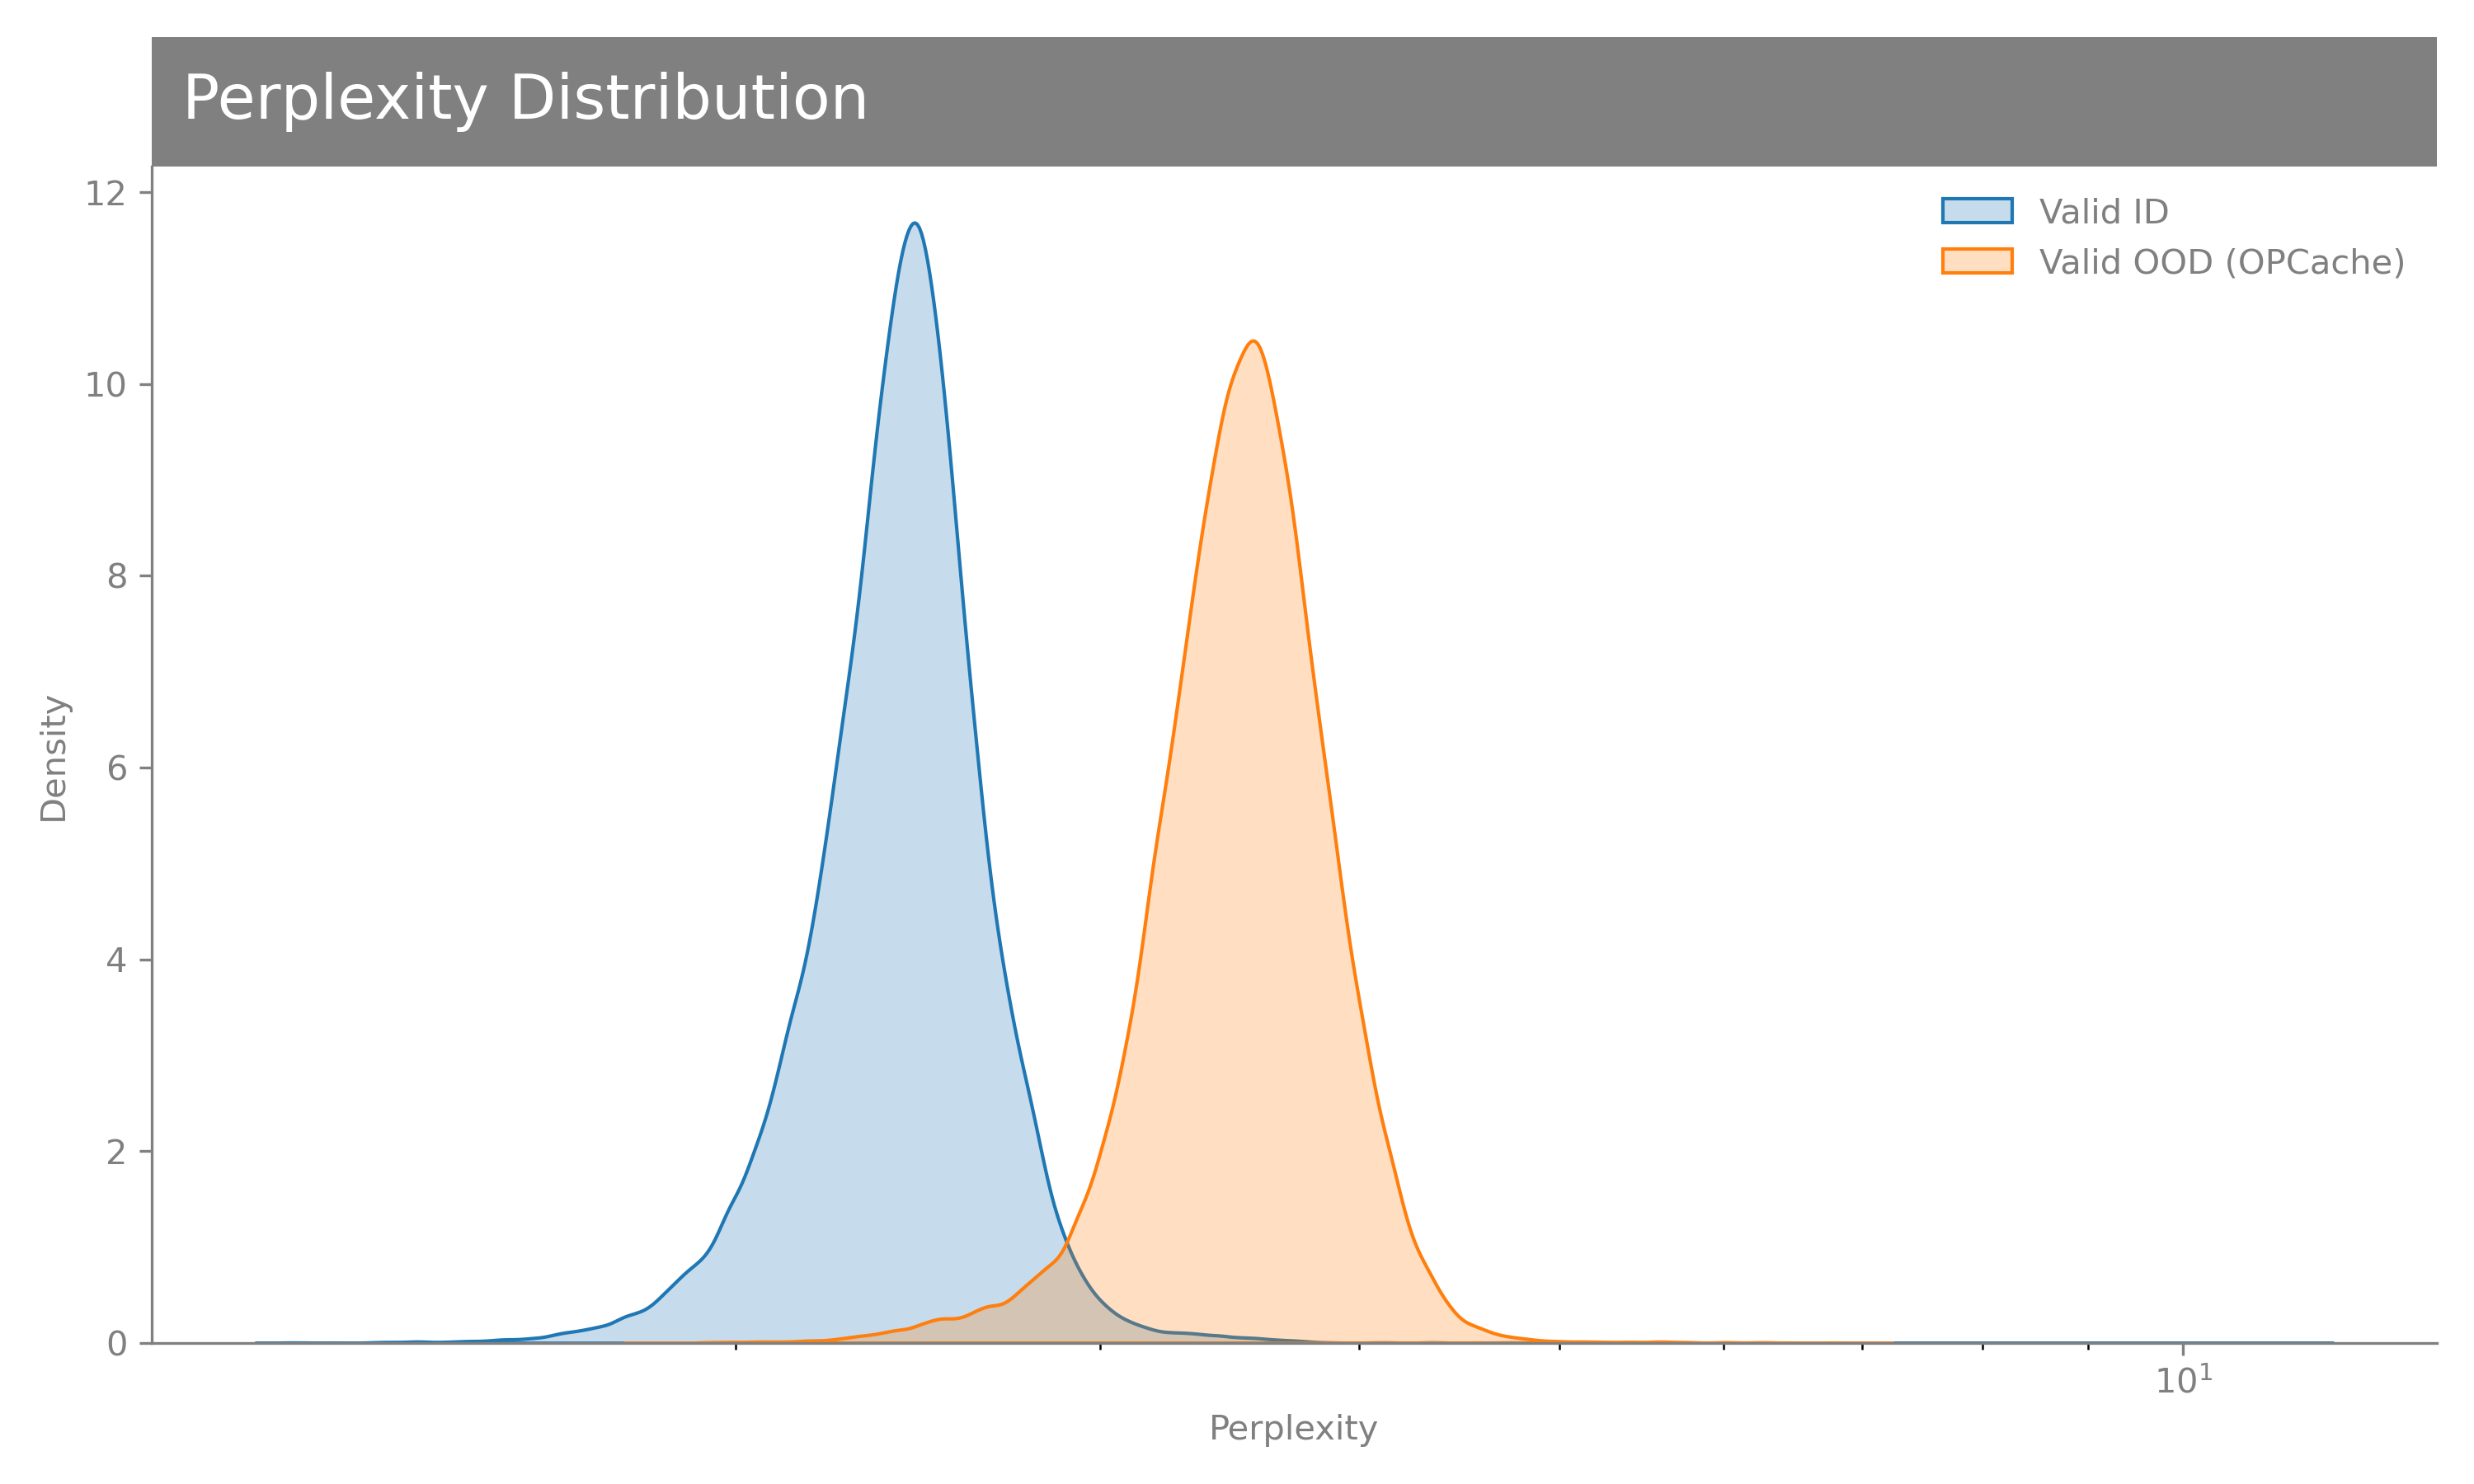 Perplexity Distribution
Valid ID
Valid OOD (OPCache)
12
10
8
6
4
2
0
Density
10¹
Perplexity